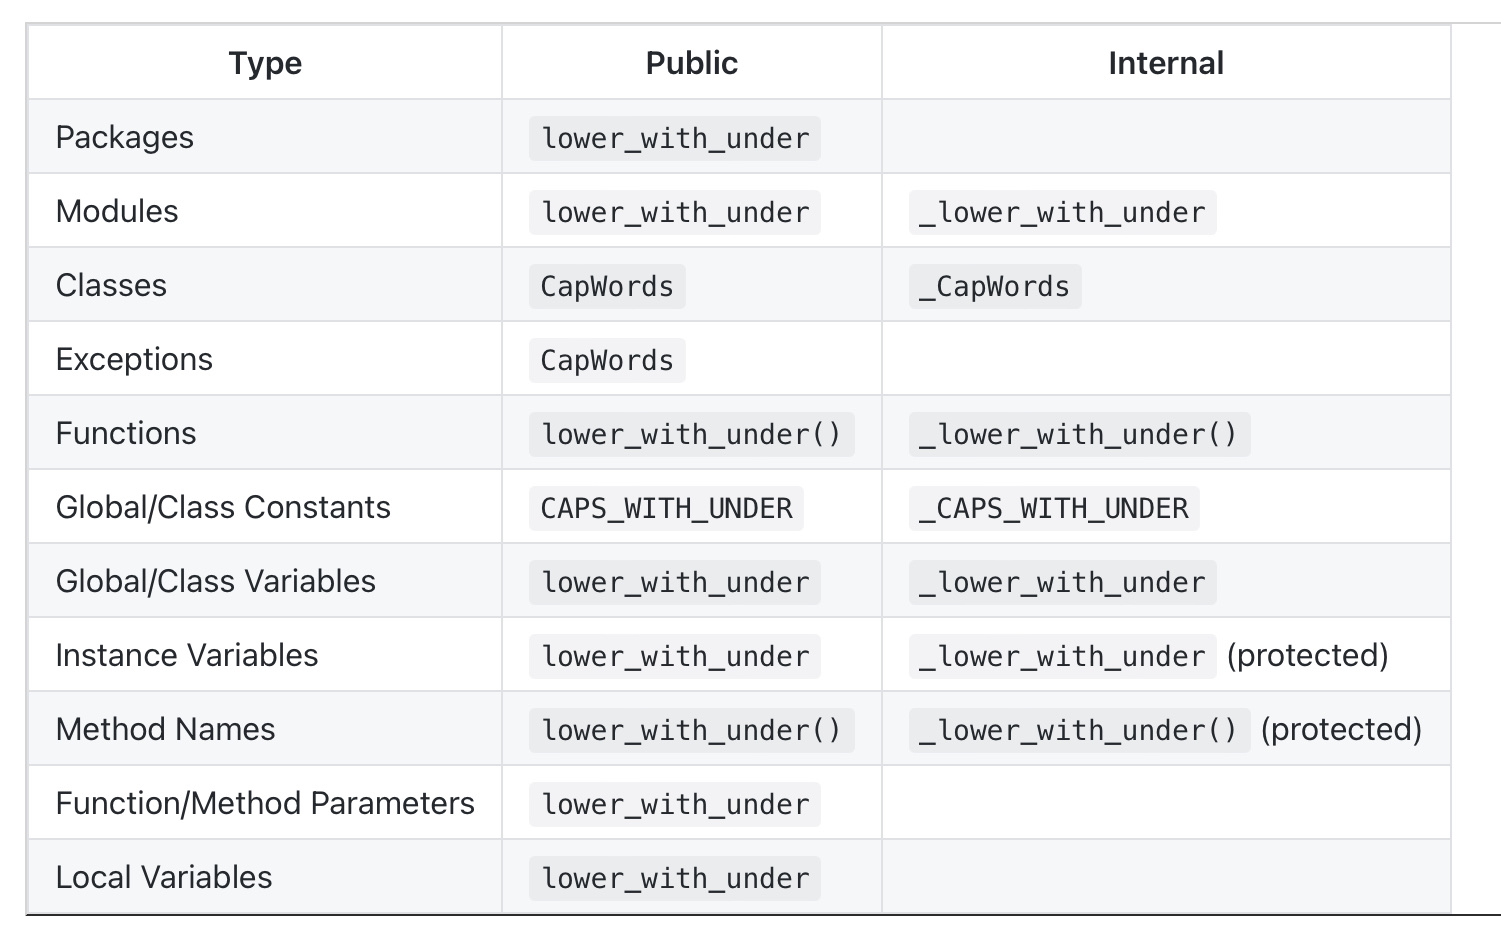 Type Public Internal
Packages lower_with_under
Modules lower_with_under _lower_with_under
Classes CapWords _CapWords
Exceptions CapWords
Functions lower_with_under() _lower_with_under()
Global/Class Constants CAPS_WITH_UNDER _CAPS_WITH_UNDER
Global/Class Variables lower_with_under _lower_with_under
Instance Variables lower_with_under _lower_with_under (protected)
Method Names lower_with_under() _lower_with_under() (protected)
Function/Method Parameters lower_with_under
Local Variables lower_with_under